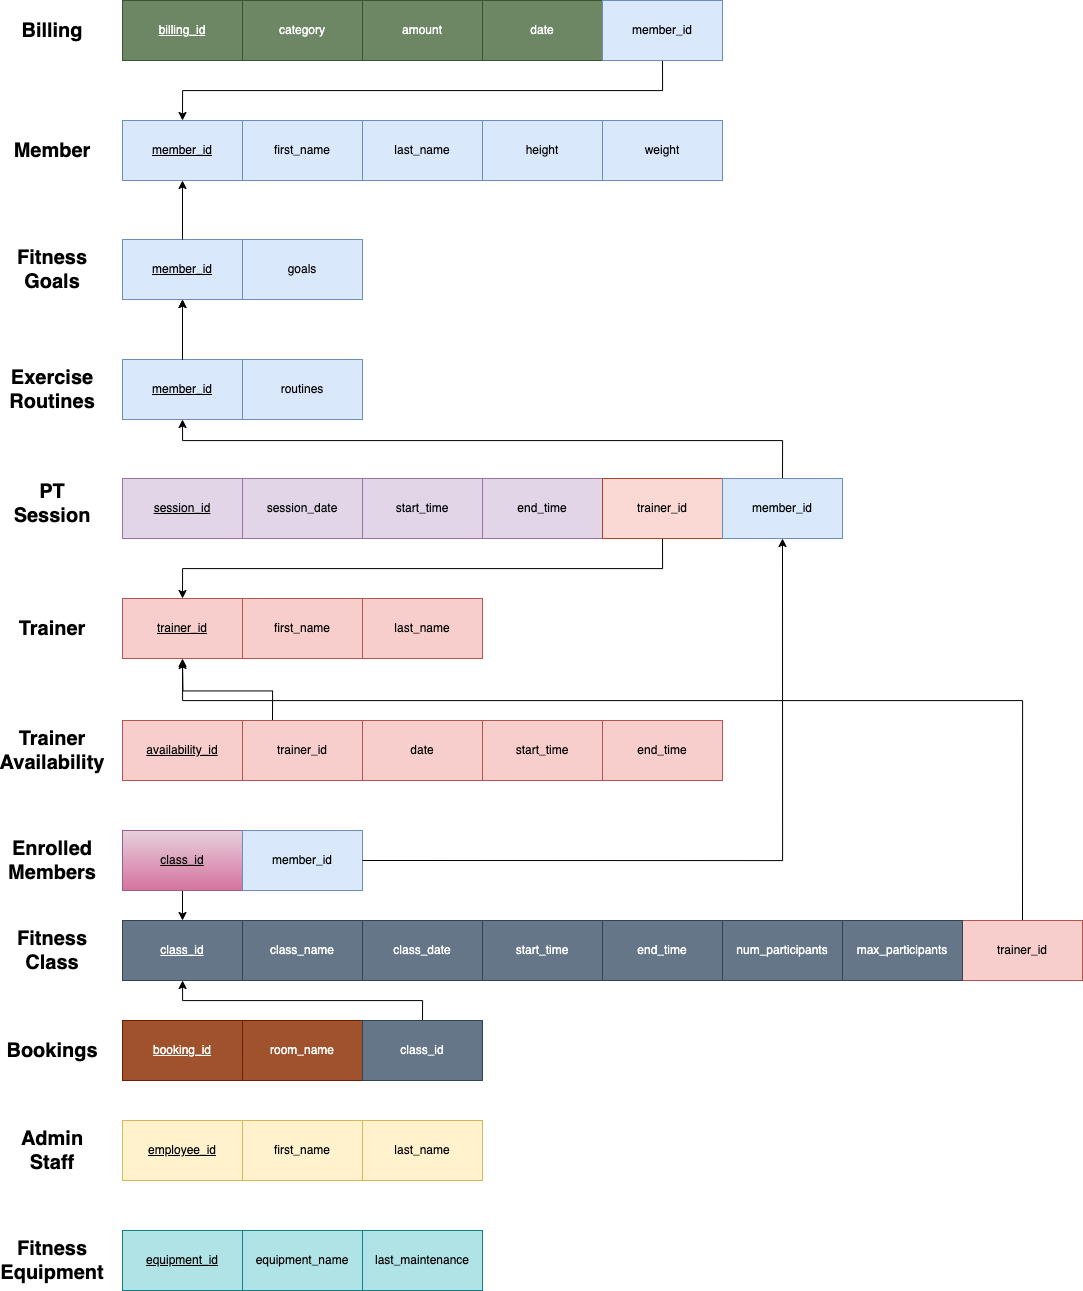 Billing
billing_id category amount date member_id
Member
member_id first_name last_name height weight
Fitness
Goals
member_id goals
Exercise
Routines
member_id routines
PT
Session
session_id session_date start_time end_time trainer_id member_id
Trainer
trainer_id first_name last_name
Trainer
Availability
availability_id trainer_id date start_time end_time
Enrolled
Members
class_id member_id
Fitness
Class
class_id class_name class_date start_time end_time num_participants max_participants trainer_id
Bookings
booking_id room_name class_id
Admin
Staff
employee_id first_name last_name
Fitness
Equipment
equipment_id equipment_name last_maintenance